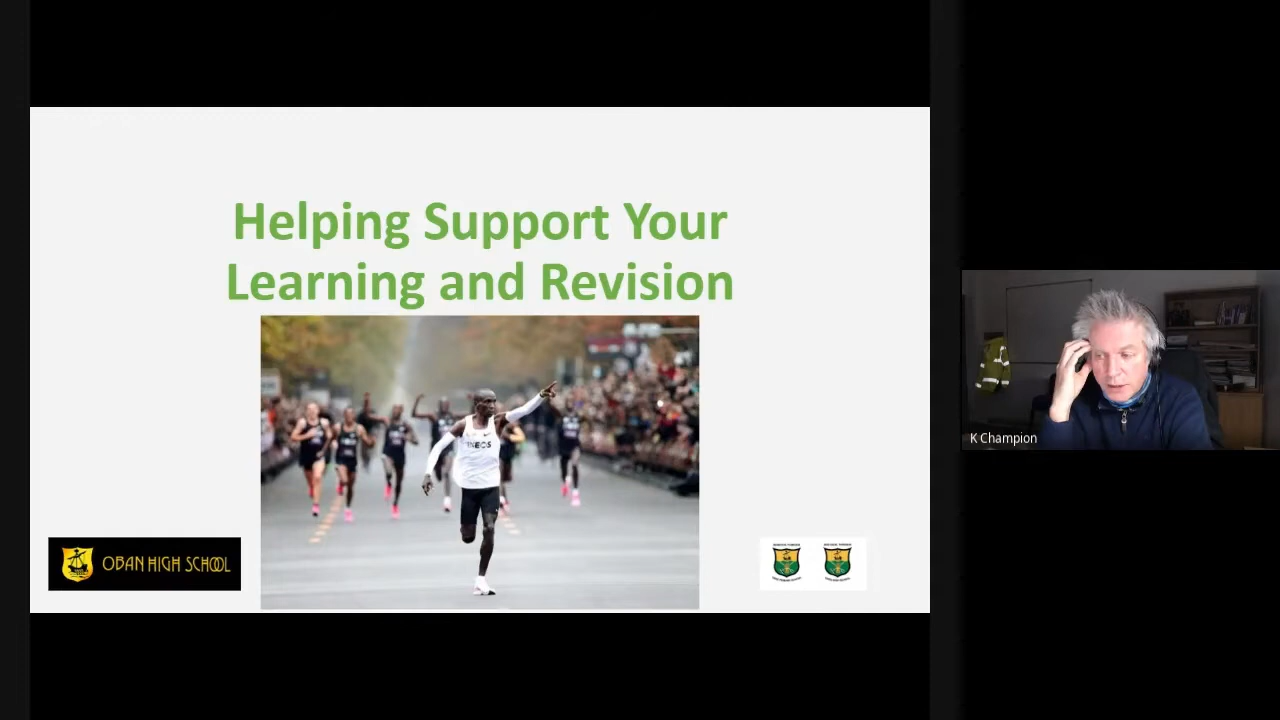 Helping Support Your
Learning and Revision
INEOS
OBAN HIGH SCHOOL
K Champion